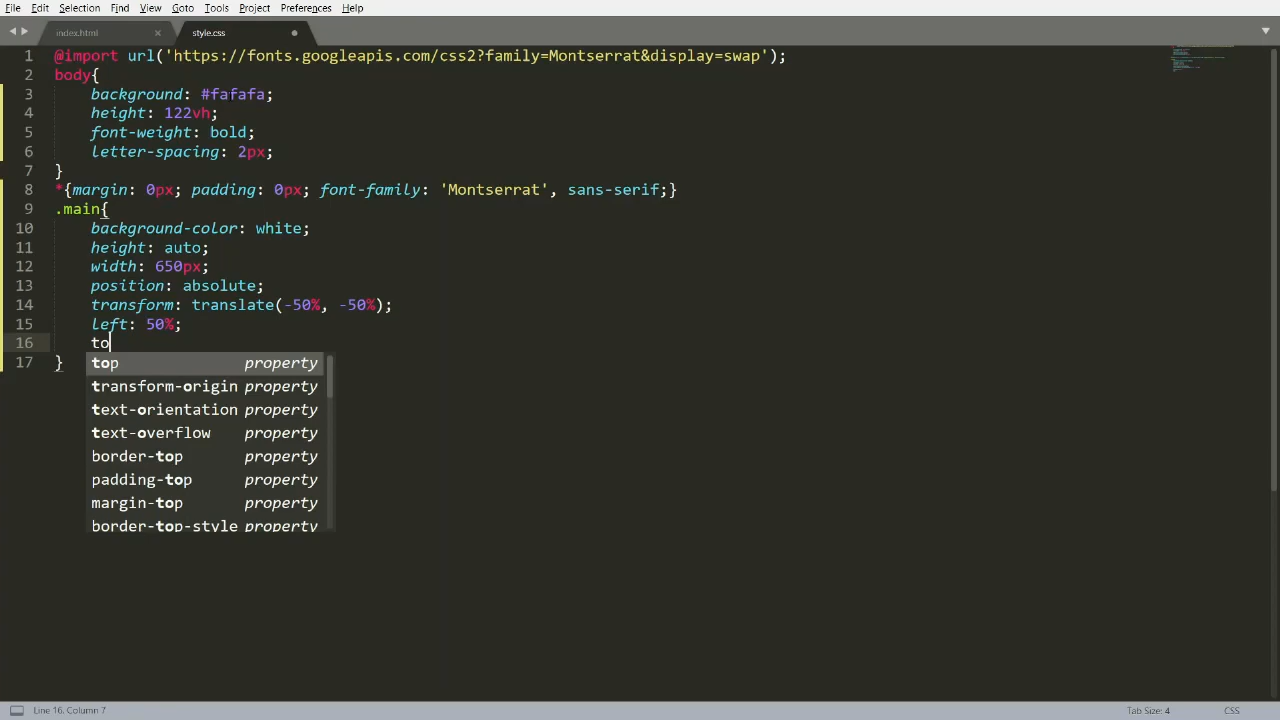 File Edit Selection Find View Goto Tools Project Preferences Help
index.html style.css
1 @import url('https://fonts.googleapis.com/css2?family=Montserrat&display=swap');
2 body{
3 background: #fafafa;
4 height: 122vh;
5 font-weight: bold;
6 letter-spacing: 2px;
7 }
8 *{margin: 0px; padding: 0px; font-family: 'Montserrat', sans-serif;}
9 .main{
10 background-color: white;
11 height: auto;
12 width: 650px;
13 position: absolute;
14 transform: translate(-50%, -50%);
15 left: 50%;
16 to
17 }
top property
transform-origin property
text-orientation property
text-overflow property
border-top property
padding-top property
margin-top property
border-top-style property
Line 16, Column 7 Tab Size: 4 CSS